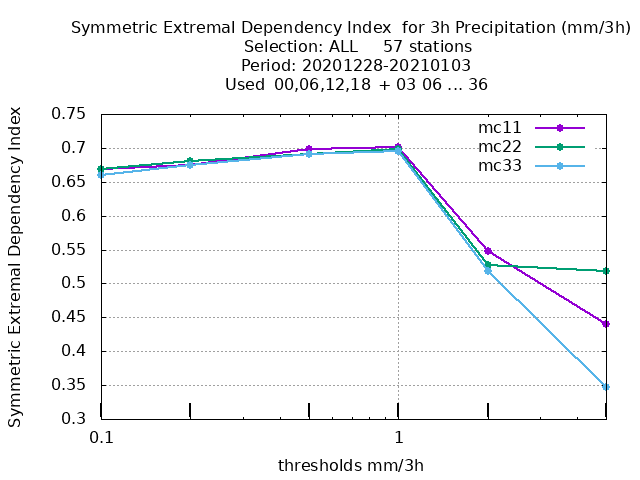 Symmetric Extremal Dependency Index  for 3h Precipitation (mm/3h)
Selection: ALL     57 stations
Period: 20201228-20210103
Used  00,06,12,18  + 03 06 ... 36
Symmetric Extremal Dependency Index
0.75
0.7
0.65
0.6
0.55
0.5
0.45
0.4
0.35
0.3
mc11
mc22
mc33
0.1
1
thresholds mm/3h